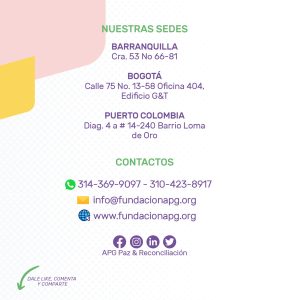 NUESTRAS SEDES
BARRANQUILLA
Cra. 53 No 66-81
BOGOTÁ
Calle 75 No. 13-58 Oficina 404,
Edificio G&T
PUERTO COLOMBIA
Diag. 4 a # 14-240 Barrio Loma
de Oro
CONTACTOS
314-369-9097 - 310-423-8917
info@fundacionapg.org
www.fundacionapg.org
APG Paz & Reconciliación
DALE LIKE, COMENTA
Y COMPARTE